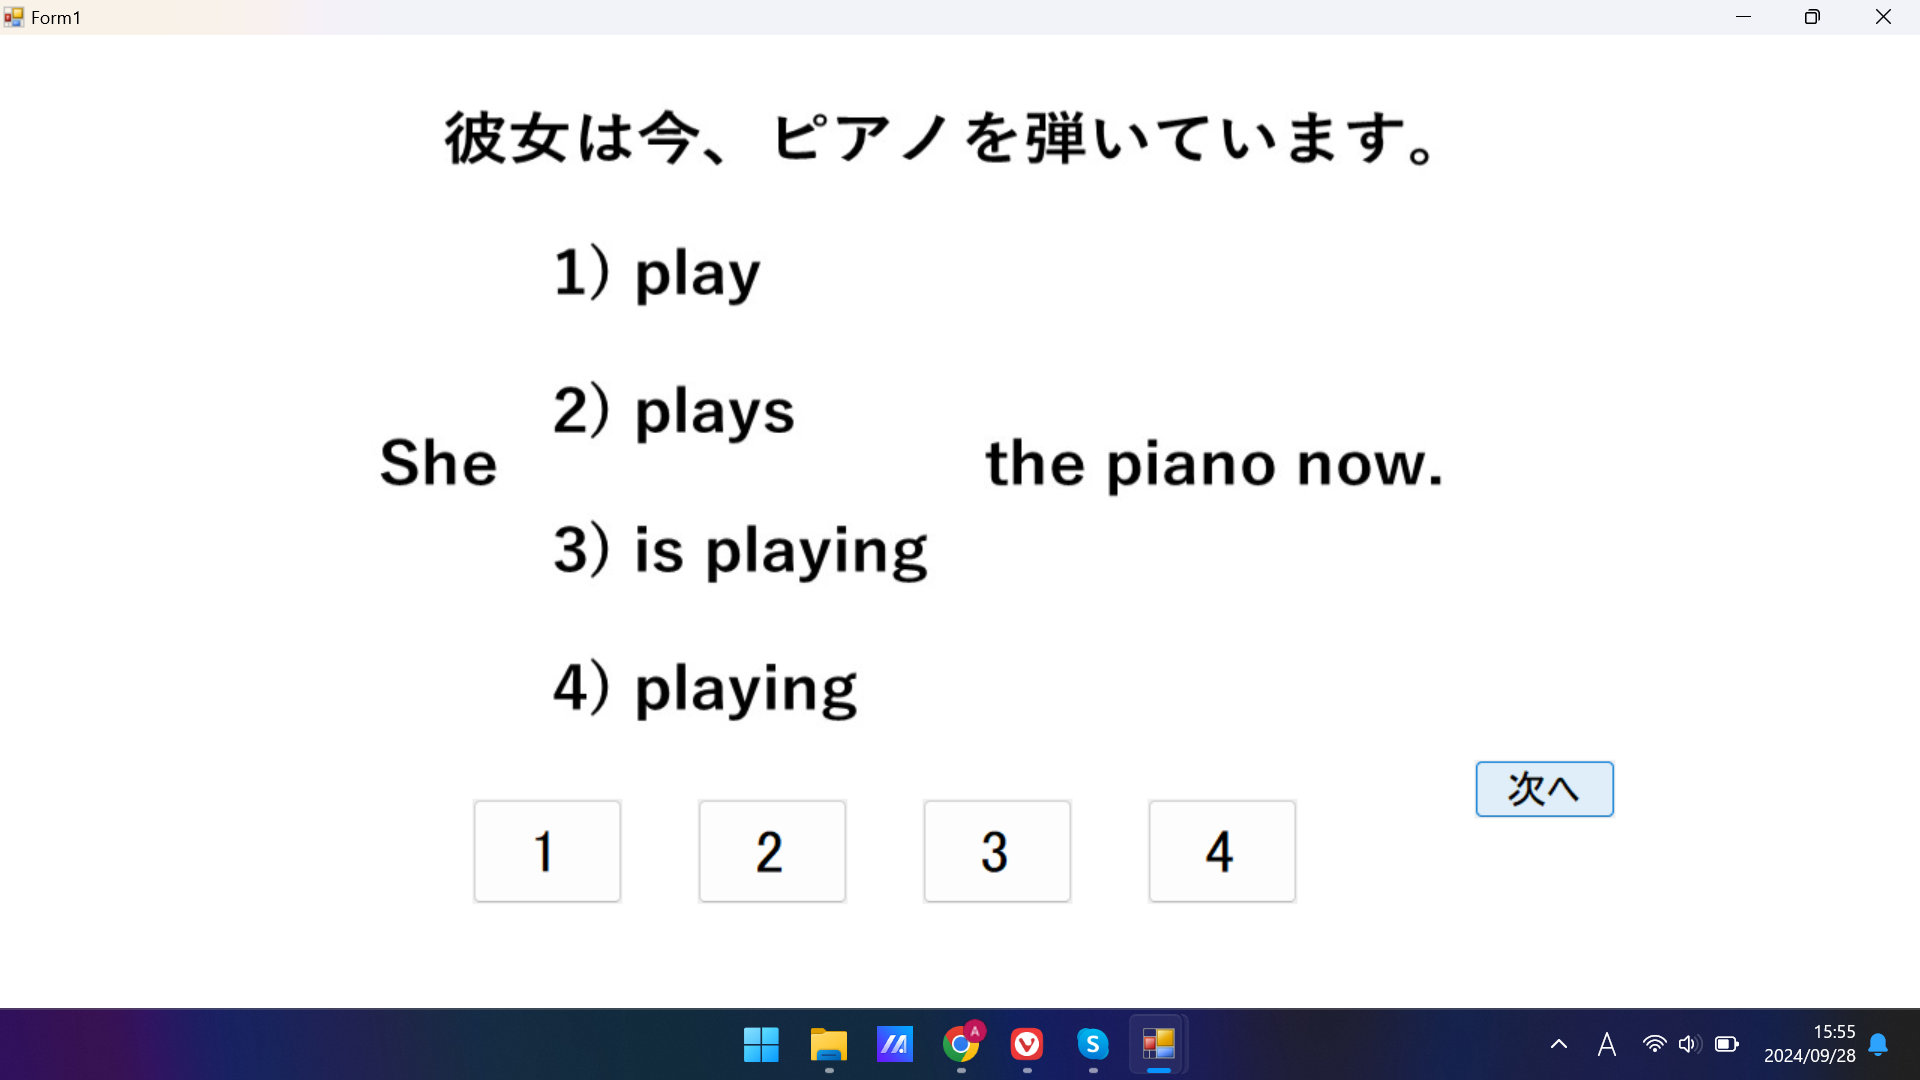 Form1
彼女は今、ピアノを弾いています。
1) play
2) plays
She
the piano now.
3) is playing
4) playing
次へ
1
2
3
4
A
S
A
15:55
2024/09/28